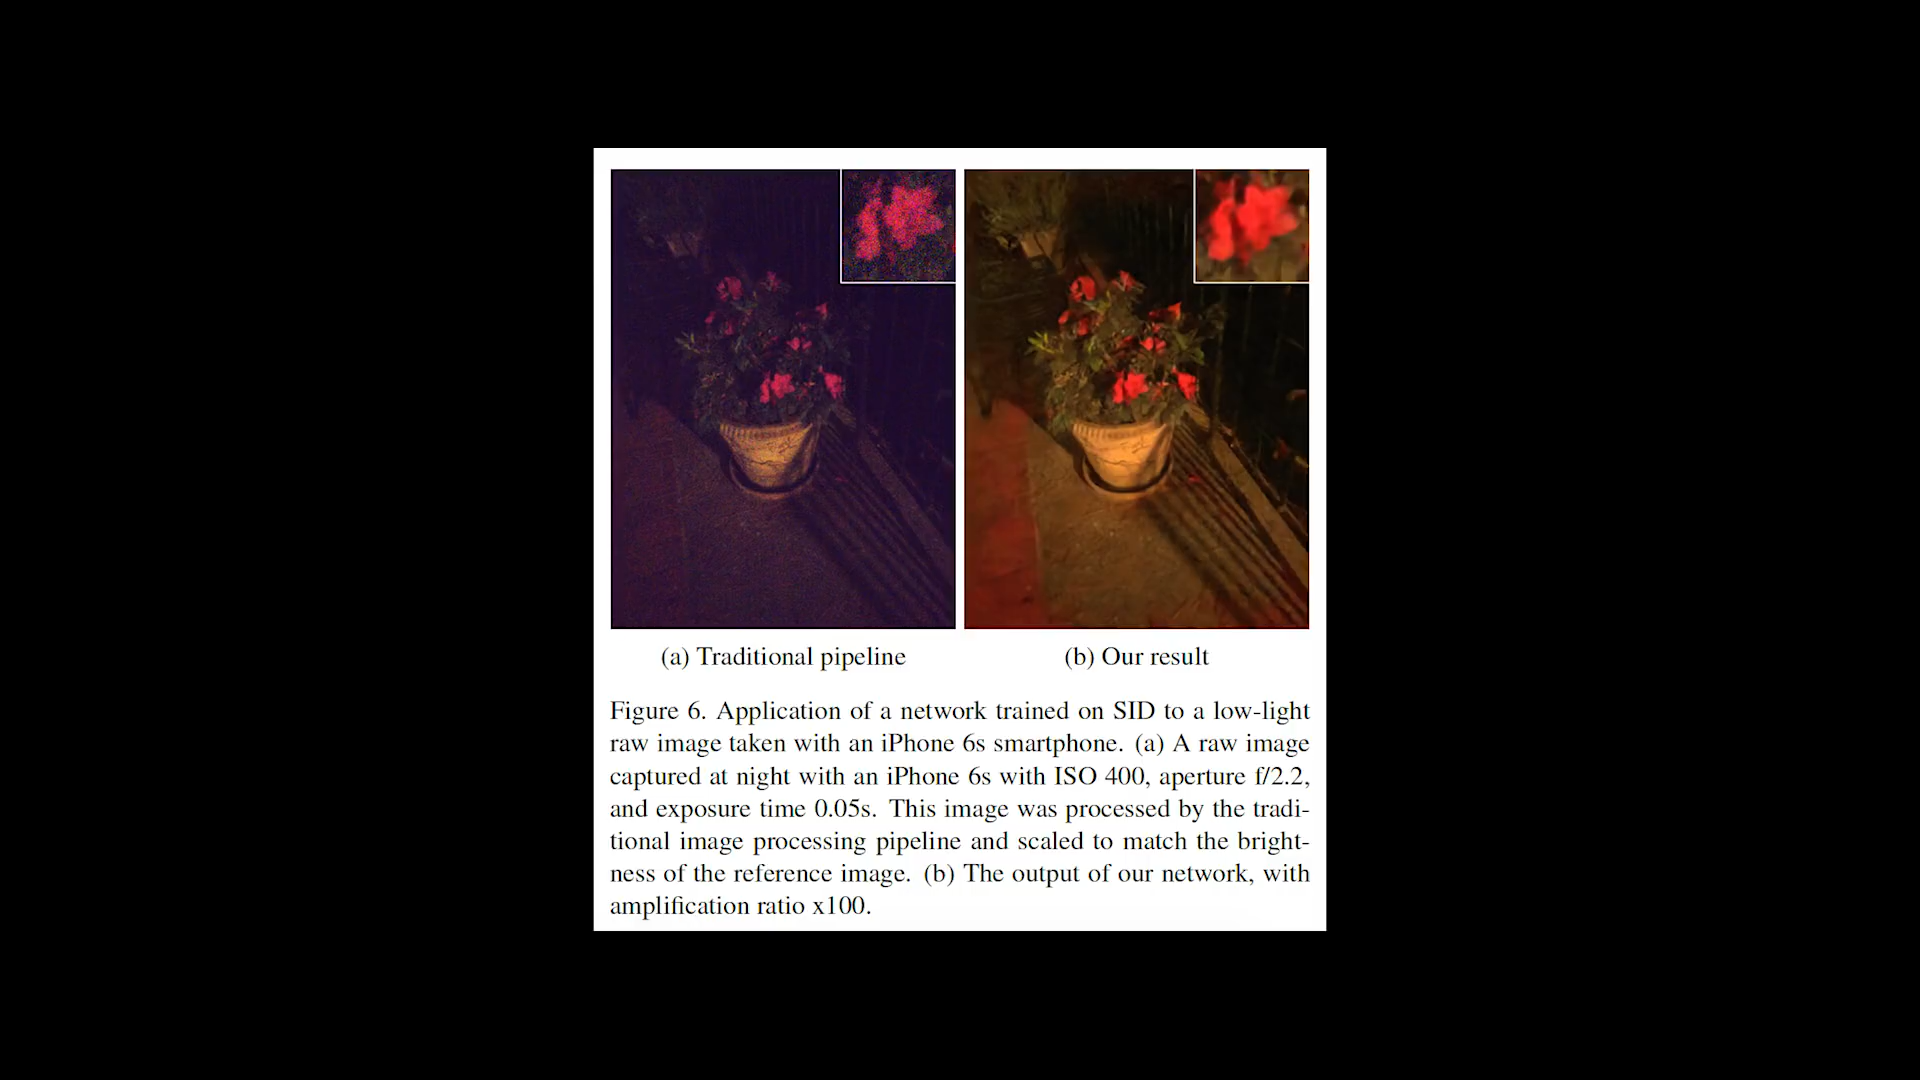 (a) Traditional pipeline
(b) Our result
Figure 6. Application of a network trained on SID to a low-light
raw image taken with an iPhone 6s smartphone. (a) A raw image
captured at night with an iPhone 6s with ISO 400, aperture f/2.2,
and exposure time 0.05s. This image was processed by the tradi-
tional image processing pipeline and scaled to match the bright-
ness of the reference image. (b) The output of our network, with
amplification ratio x100.